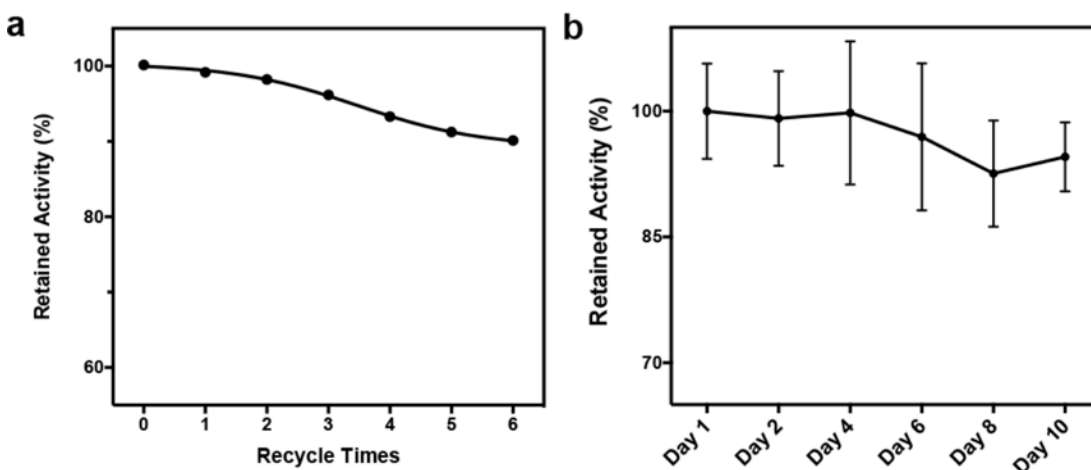 a
Retained Activity (%)
100
80
60
0 1 2 3 4 5 6
Recycle Times
b
Retained Activity (%)
100
85
70
Day 1 Day 2 Day 4 Day 6 Day 8 Day 10